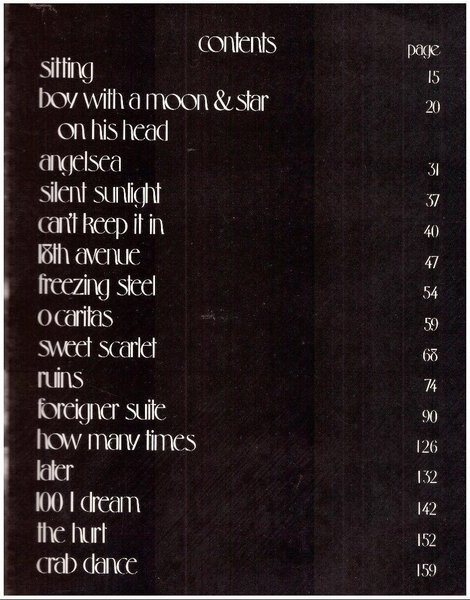 contents
page
sitting 15
boy with a moon & star 20
on his head
angelsea 31
silent sunlight 37
can't keep it in 40
18th avenue 47
freezing steel 54
o caritas 59
sweet scarlet 68
ruins 74
foreigner suite 90
how many times 126
later 132
100 I dream 142
the hurt 152
crab dance 159